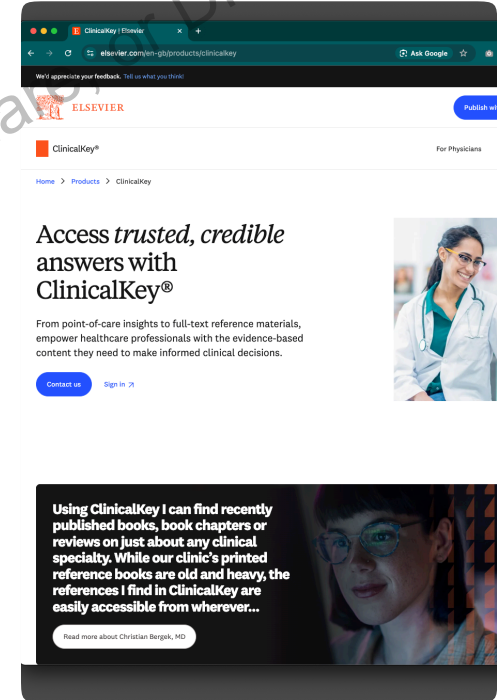 ClinicalKey | Elsevier
elsevier.com/en-gb/products/clinicalkey
Ask Google
We'd appreciate your feedback. Tell us what you think!
ELSEVIER
Publish wi
ClinicalKey®
For Physicians
Home > Products > ClinicalKey
Access trusted, credible
answers with
ClinicalKey®
From point-of-care insights to full-text reference materials,
empower healthcare professionals with the evidence-based
content they need to make informed clinical decisions.
Contact us
Sign in
Using ClinicalKey I can find recently
published books, book chapters or
reviews on just about any clinical
specialty. While our clinic's printed
reference books are old and heavy, the
references I find in ClinicalKey are
easily accessible from wherever...
Read more about Christian Bergek, MD